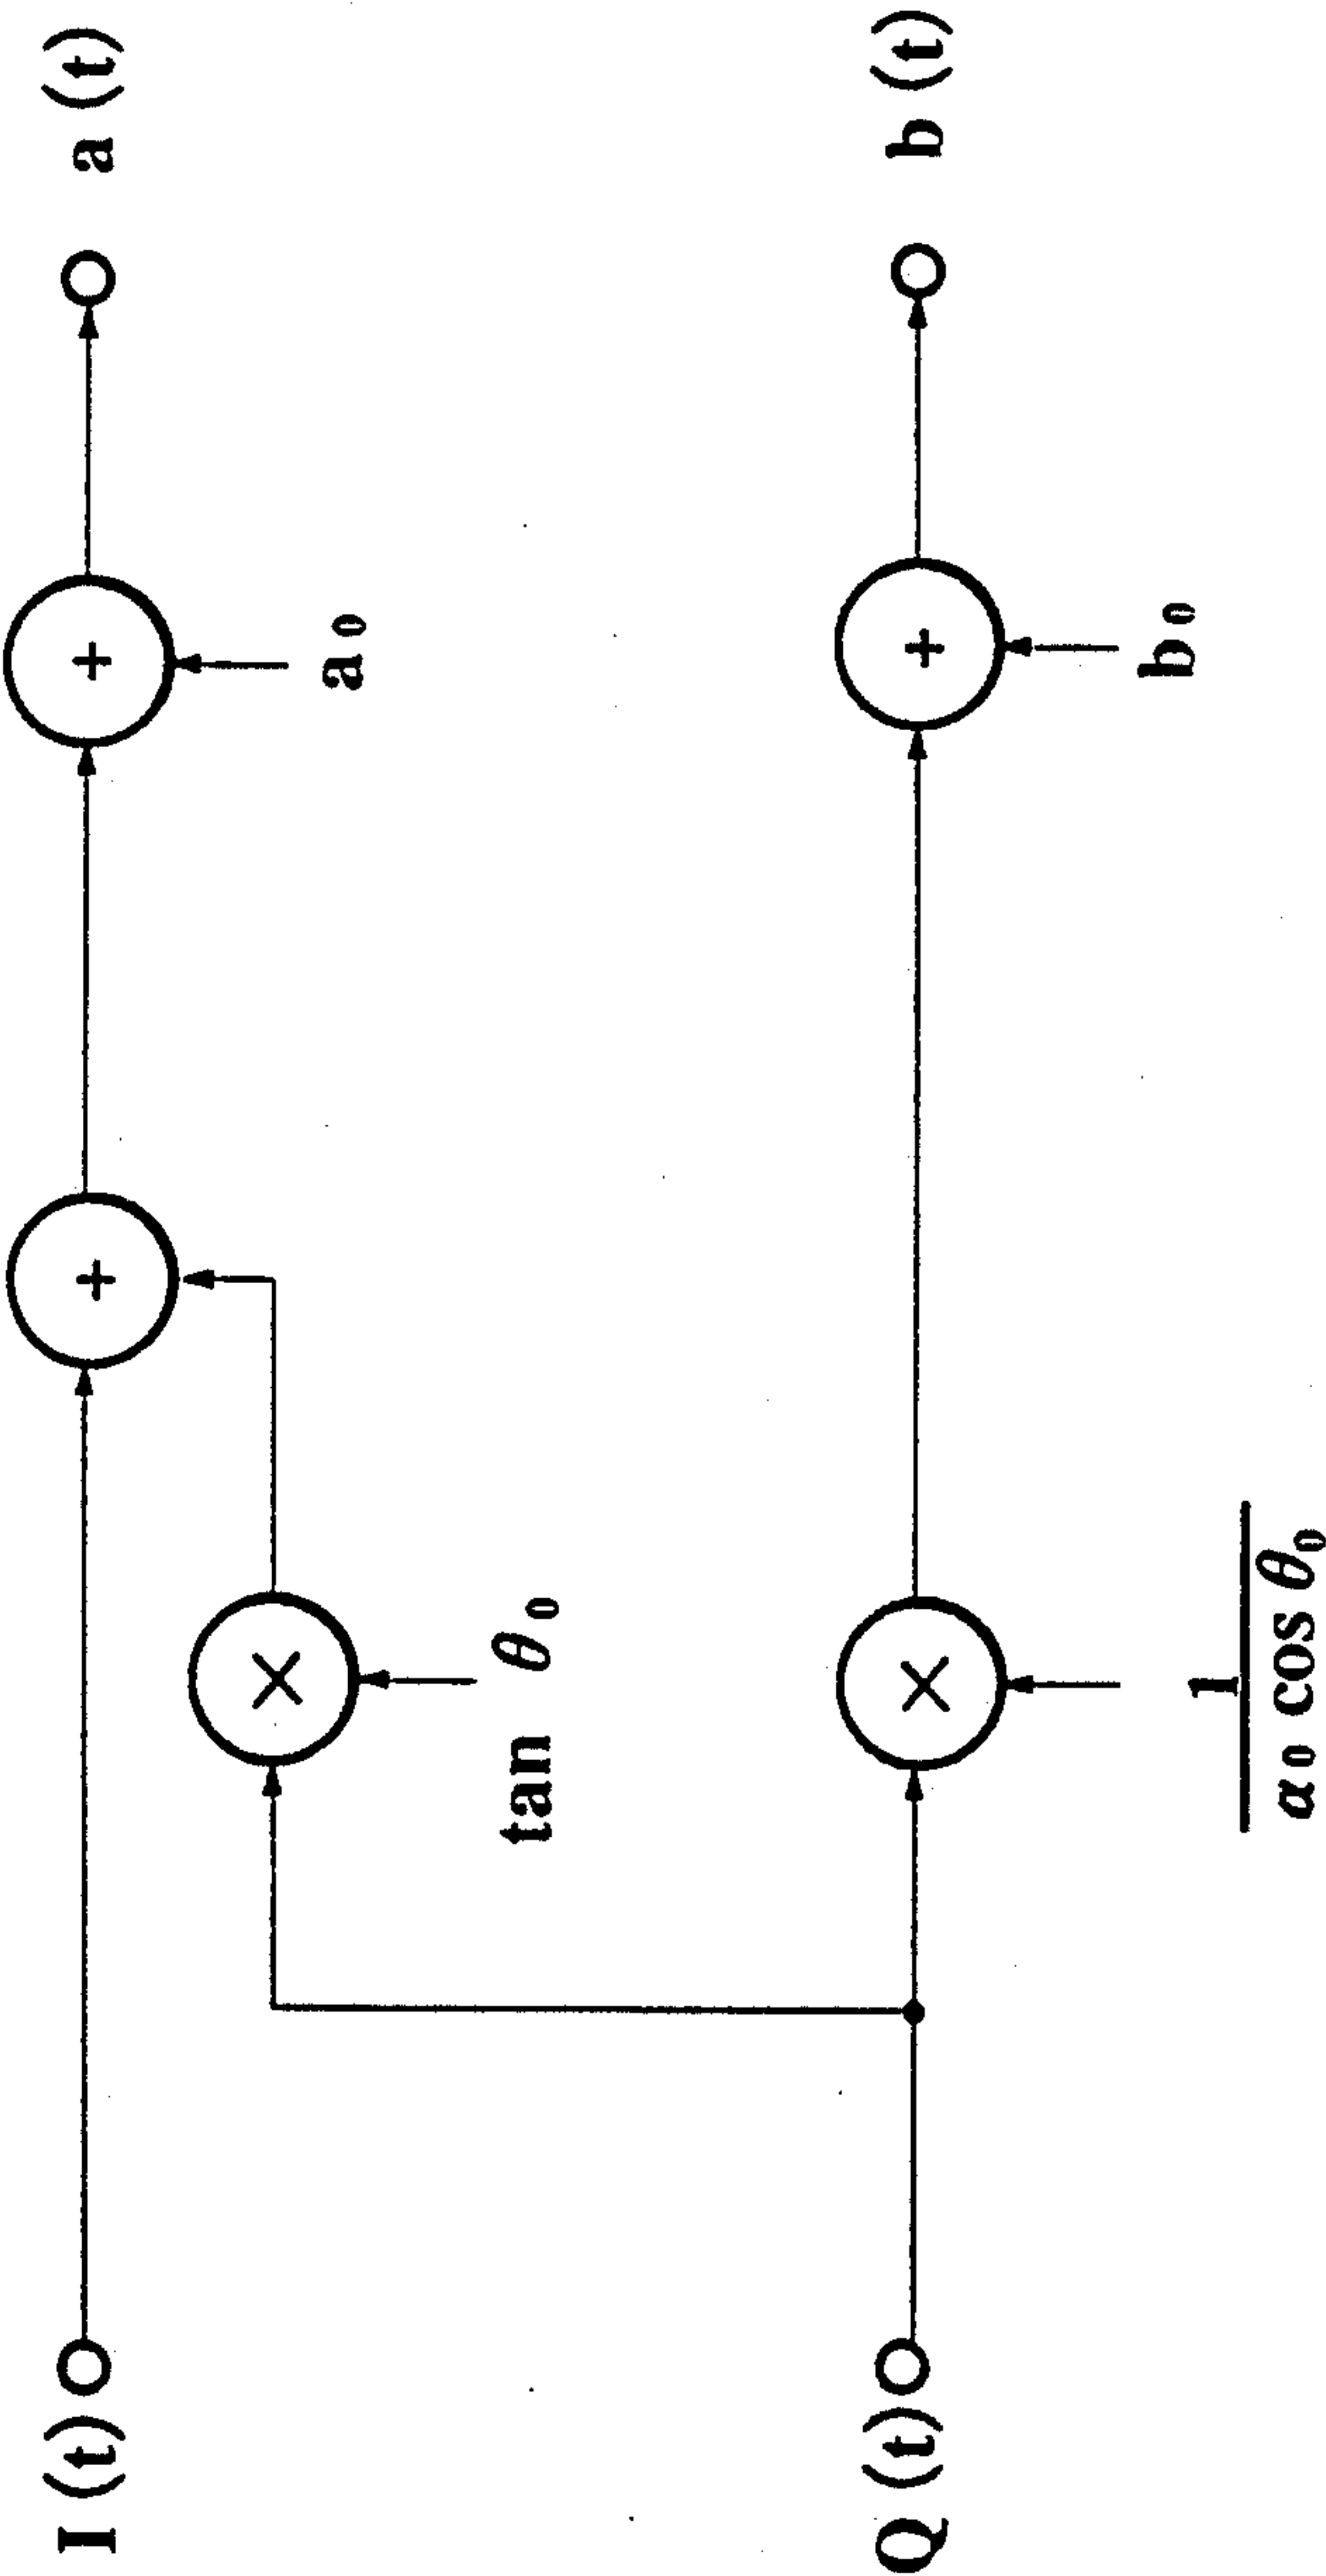 I (t)
a (t)
+
+
a₀
×
tan θ₀
Q (t)
b (t)
×
+
b₀
1
α₀ cos θ₀